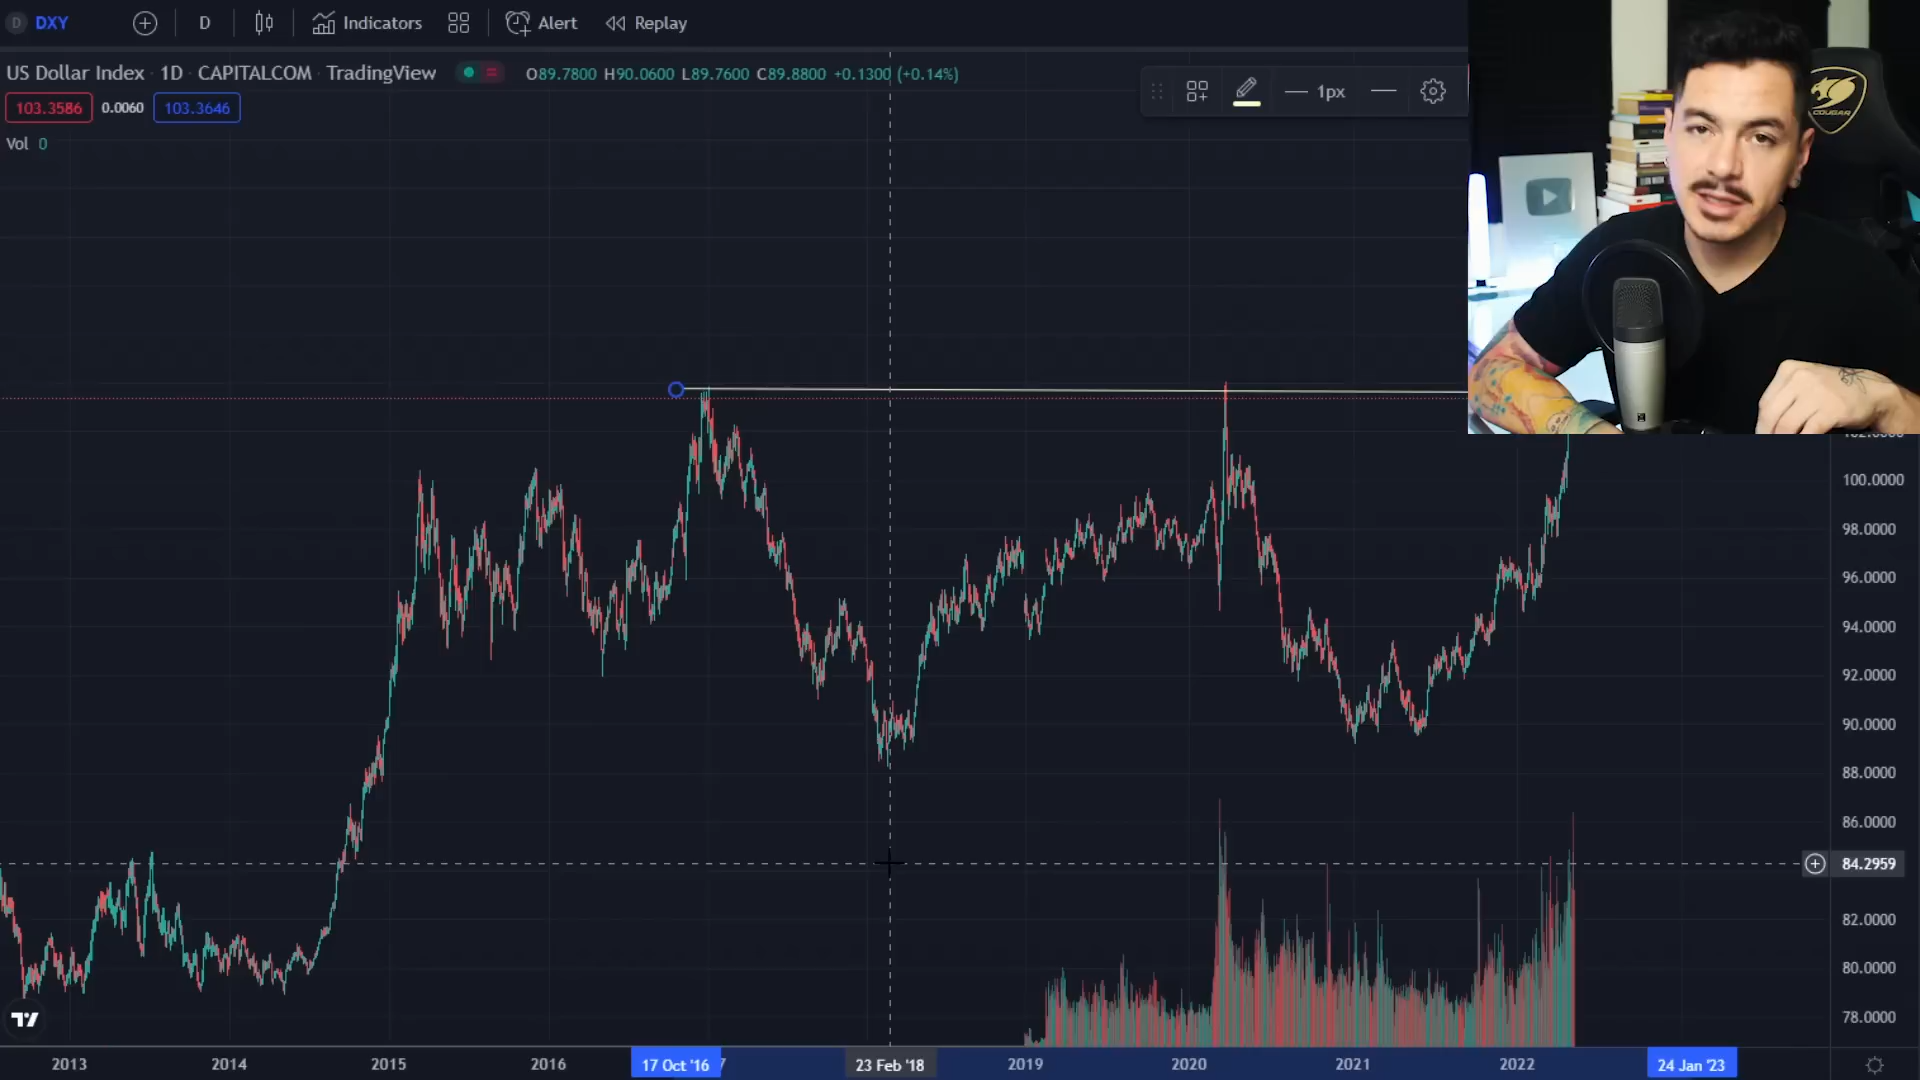 D DXY D Indicators Alert Replay
US Dollar Index · 1D · CAPITALCOM · TradingView O89.7800 H90.0600 L89.7600 C89.8800 +0.1300 (+0.14%)
1px
103.3586 0.0060 103.3646
Vol 0
COUGAR
100.0000
98.0000
96.0000
94.0000
92.0000
90.0000
88.0000
86.0000
84.2959
82.0000
80.0000
78.0000
2013 2014 2015 2016 17 Oct '16 23 Feb '18 2019 2020 2021 2022 24 Jan '23